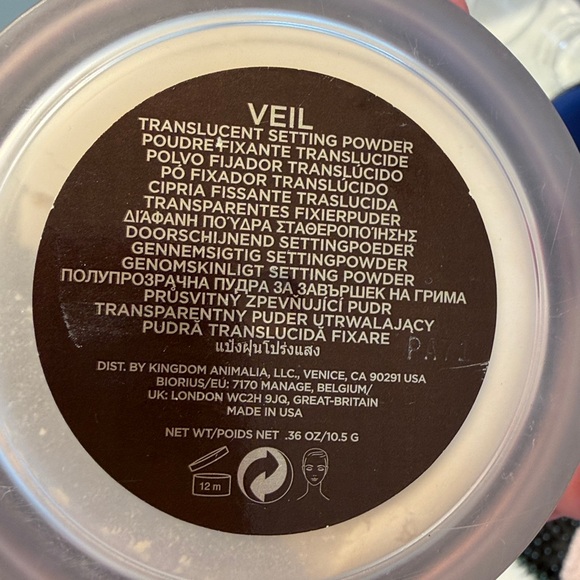 VEIL
TRANSLUCENT SETTING POWDER
POUDRE FIXANTE TRANSLUCIDE
POLVO FIJADOR TRANSLÚCIDO
PÓ FIXADOR TRANSLÚCIDO
CIPRIA FISSANTE TRASLUCIDA
TRANSPARENTES FIXIERPUDER
ΔΙΆΦΑΝΗ ΠΟΎΔΡΑ ΣΤΑΘΕΡΟΠΟΊΗΣΗΣ
DOORSCHIJNEND SETTINGPOEDER
GENNEMSIGTIG SETTINGPOWDER
GENOMSKINLIGT SETTING POWDER
ПОЛУПРОЗРАЧНА ПУДРА ЗА ЗАВЪРШЕК НА ГРИМА
PRŮSVITNÝ ZPEVŇUJÍCÍ PUDR
TRANSPARENTNY PUDER UTRWALAJĄCY
PUDRĂ TRANSLUCIDĂ FIXARE
แป้งฝุ่นโปร่งแสง
DIST. BY KINGDOM ANIMALIA, LLC., VENICE, CA 90291 USA
BIORIUS/EU: 7170 MANAGE, BELGIUM/
UK: LONDON WC2H 9JQ, GREAT-BRITAIN
MADE IN USA
NET WT/POIDS NET .36 OZ/10.5 G
12 m